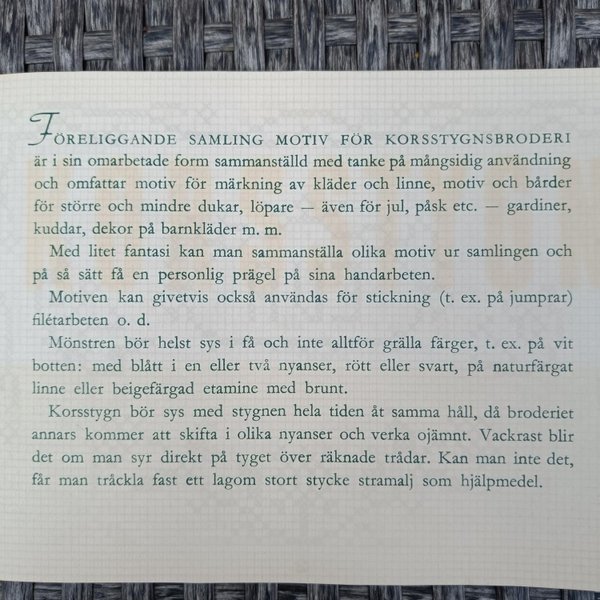 FÖRELIGGANDE SAMLING MOTIV FÖR KORSSTYGNSBRODERI
är i sin omarbetade form sammanställd med tanke på mångsidig användning
och omfattar motiv för märkning av kläder och linne, motiv och bårder
för större och mindre dukar, löpare — även för jul, påsk etc. — gardiner,
kuddar, dekor på barnkläder m. m.
Med litet fantasi kan man sammanställa olika motiv ur samlingen och
på så sätt få en personlig prägel på sina handarbeten.
Motiven kan givetvis också användas för stickning (t. ex. på jumprar)
filétarbeten o. d.
Mönstren bör helst sys i få och inte alltför grälla färger, t. ex. på vit
botten: med blått i en eller två nyanser, rött eller svart, på naturfärgat
linne eller beigefärgad etamine med brunt.
Korsstygn bör sys med stygnen hela tiden åt samma håll, då broderiet
annars kommer att skifta i olika nyanser och verka ojämnt. Vackrast blir
det om man syr direkt på tyget över räknade trådar. Kan man inte det,
får man tråckla fast ett lagom stort stycke stramalj som hjälpmedel.